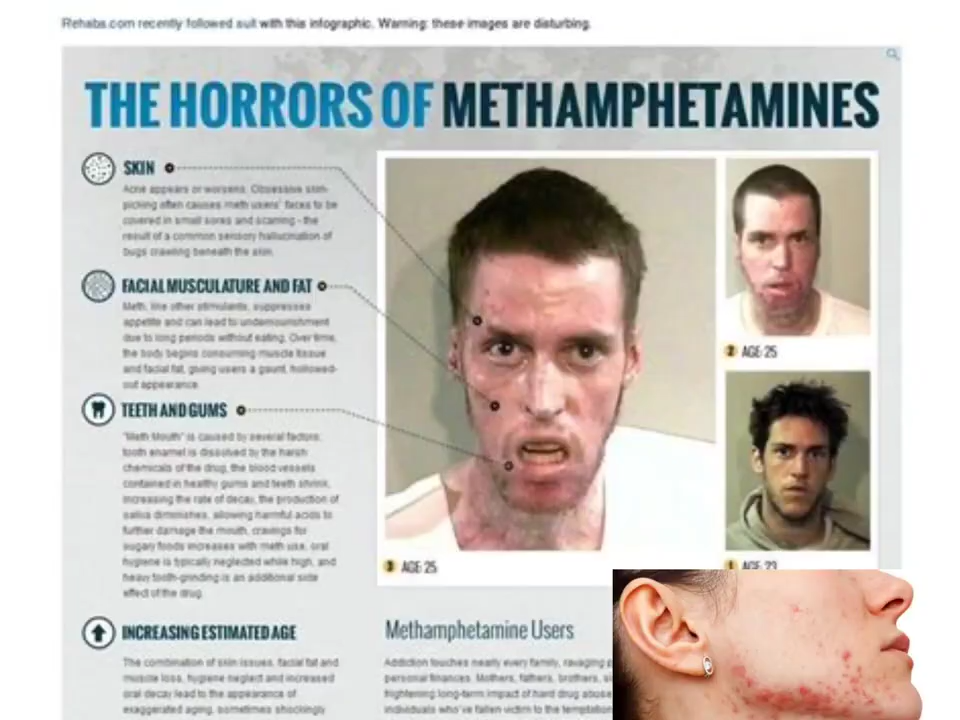 Rehabs.com recently followed suit with this infographic. Warning: these images are disturbing.
THE HORRORS OF METHAMPHETAMINES
SKIN
Acne appears or worsens. Obsessive skin-
picking often causes meth users' faces to be
covered in small sores and scarring - the
result of a common sensory hallucination of
bugs crawling beneath the skin.
FACIAL MUSCULATURE AND FAT
Meth, like other stimulants, suppresses
appetite and can lead to undernourishment
due to long periods without eating. Over time,
the body begins consuming muscle tissue
and facial fat, giving users a gaunt, hollowed-
out appearance.
TEETH AND GUMS
"Meth Mouth" is caused by several factors:
tooth enamel is dissolved by the harsh
chemicals of the drug, the blood vessels
contained in healthy gums and teeth shrink,
increasing the rate of decay, the production of
saliva diminishes, allowing harmful acids to
further damage the mouth, cravings for
sugary foods increases with meth use, oral
hygiene is typically neglected while high, and
heavy tooth-grinding is an additional side
effect of the drug.
INCREASING ESTIMATED AGE
The combination of skin issues, facial fat and
muscle loss, hygiene neglect and increased
oral decay lead to the appearance of
exaggerated aging, sometimes shockingly
2 AGE: 25
3 AGE: 25
1 AGE: 23
Methamphetamine Users
Addiction touches nearly every family, ravaging
personal finances. Mothers, fathers, brothers,
frightening long-term impact of hard drug abuse
individuals who've fallen victim to the temptation